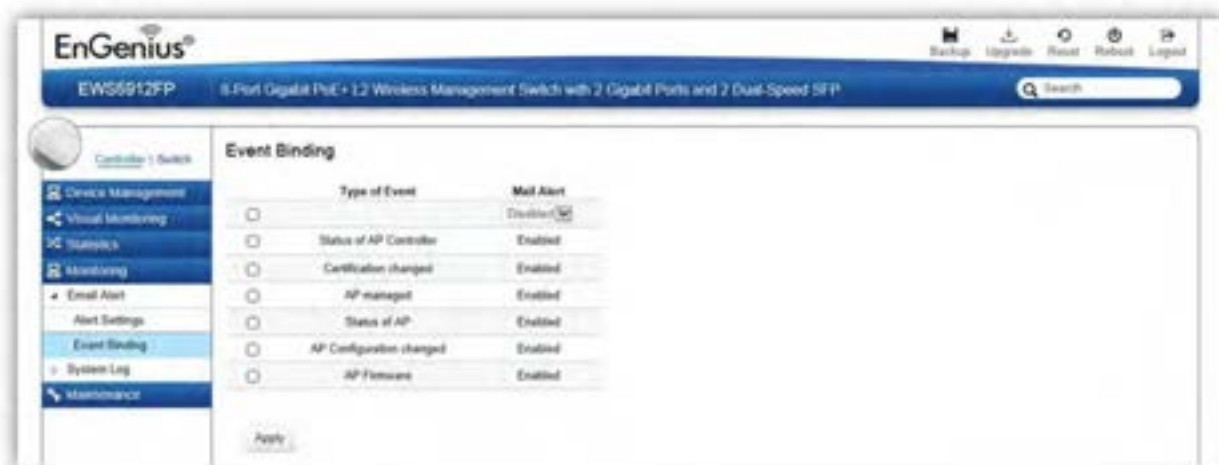 EnGenius®
Backup Upgrade Reset Reboot Logout
EWS5912FP 8-Port Gigabit PoE+ L2 Wireless Management Switch with 2 Gigabit Ports and 2 Dual-Speed SFP
Search
Controller | Switch
Device Management
Visual Monitoring
Statistics
Monitoring
Email Alert
Alert Settings
Event Binding
System Log
Maintenance
Event Binding
Type of Event Mail Alert
Disabled
Status of AP Controller Enabled
Certification changed Enabled
AP managed Enabled
Status of AP Enabled
AP Configuration changed Enabled
AP Firmware Enabled
Apply